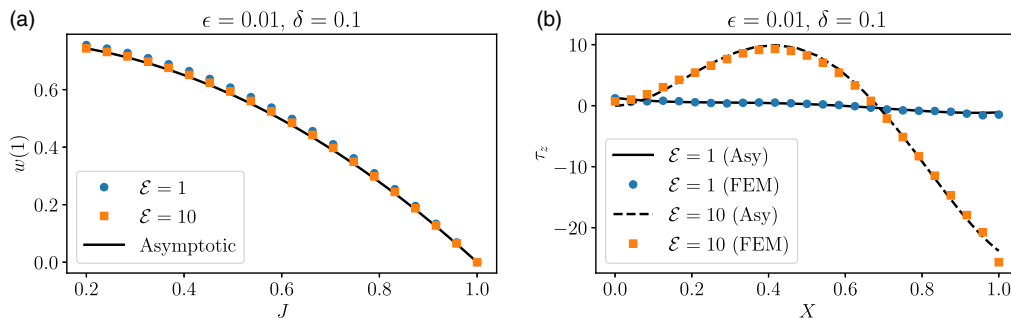 (a)
ϵ = 0.01, δ = 0.1
w(1)
0.6
0.4
0.2
0.0
ℰ = 1
ℰ = 10
Asymptotic
0.2 0.4 0.6 0.8 1.0
J
(b)
ϵ = 0.01, δ = 0.1
τz
10
0
−10
−20
ℰ = 1 (Asy)
ℰ = 1 (FEM)
ℰ = 10 (Asy)
ℰ = 10 (FEM)
0.0 0.2 0.4 0.6 0.8 1.0
X